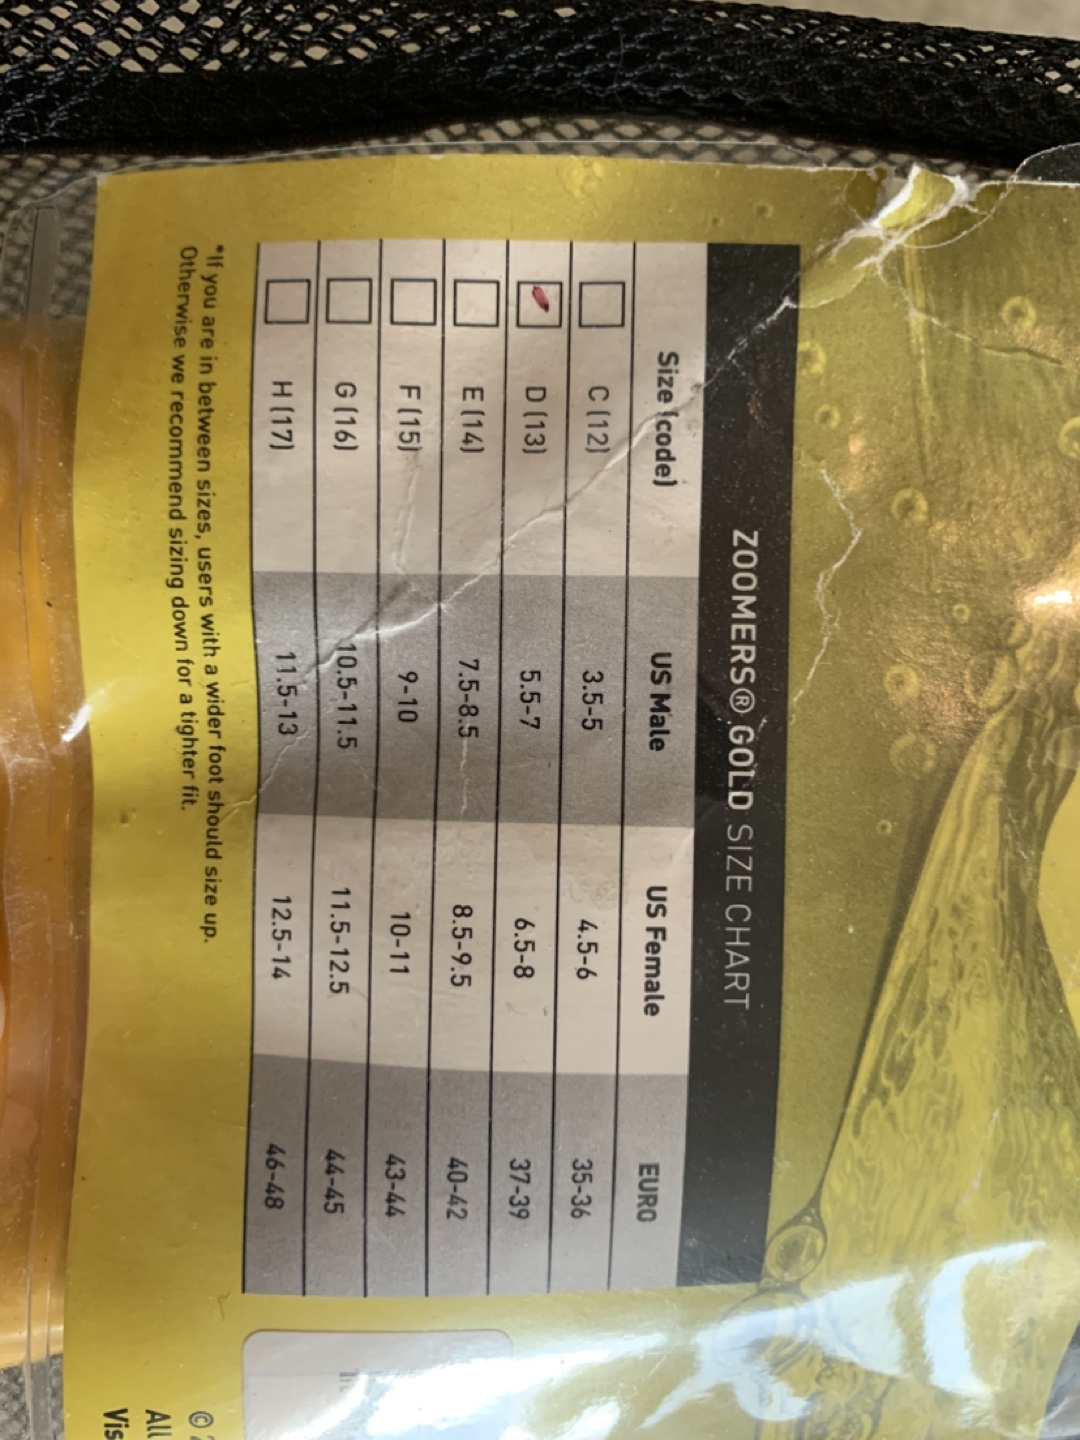 ZOOMERS® GOLD SIZE CHART
Size (code) US Male US Female EURO
C (12) 3.5-5 4.5-6 35-36
D (13) 5.5-7 6.5-8 37-39
E (14) 7.5-8.5 8.5-9.5 40-42
F (15) 9-10 10-11 43-44
G (16) 10.5-11.5 11.5-12.5 44-45
H (17) 11.5-13 12.5-14 46-48
*If you are in between sizes, users with a wider foot should size up.
Otherwise we recommend sizing down for a tighter fit.
©
All
Vis